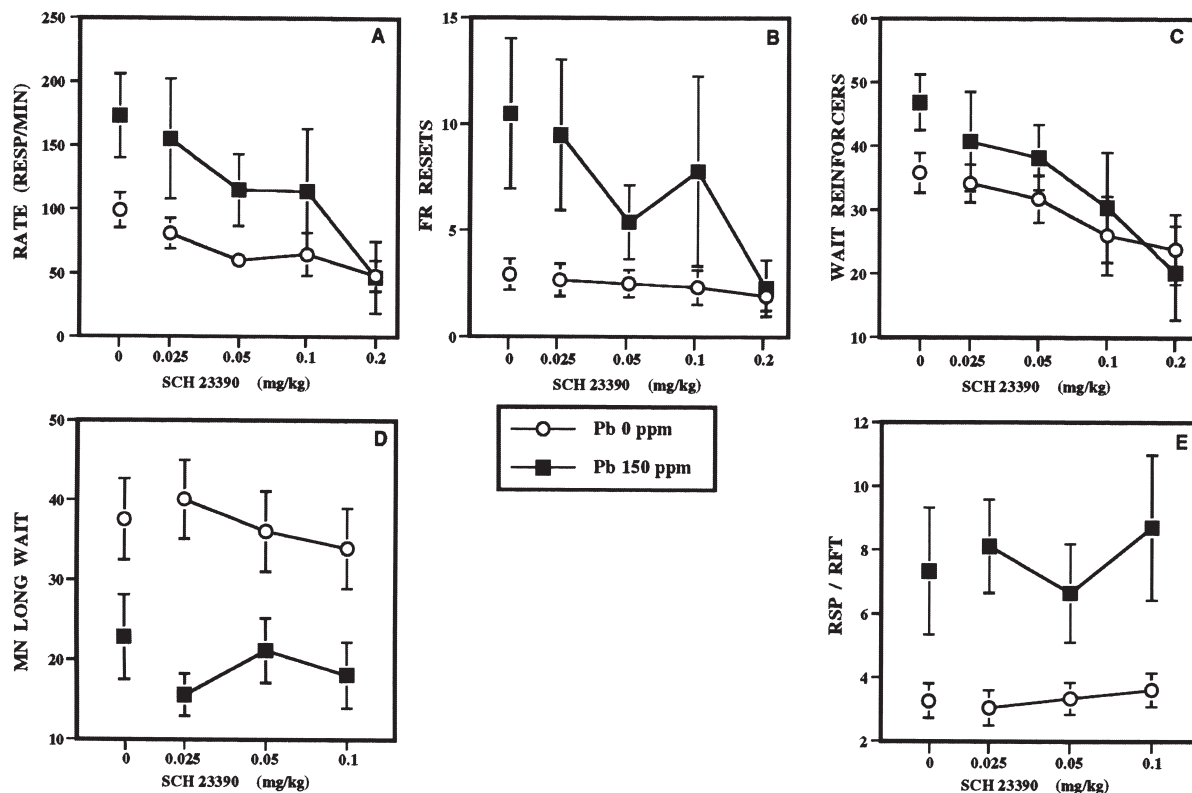 A
RATE (RESP/MIN)
250
200
150
100
50
0
0 0.025 0.05 0.1 0.2
SCH 23390 (mg/kg)
B
FR RESETS
15
10
5
0
0 0.025 0.05 0.1 0.2
SCH 23390 (mg/kg)
C
WAIT REINFORCERS
60
50
40
30
20
10
0 0.025 0.05 0.1 0.2
SCH 23390 (mg/kg)
D
MN LONG WAIT
50
40
30
20
10
0 0.025 0.05 0.1
SCH 23390 (mg/kg)
Pb 0 ppm
Pb 150 ppm
E
RSP / RFT
12
10
8
6
4
2
0 0.025 0.05 0.1
SCH 23390 (mg/kg)